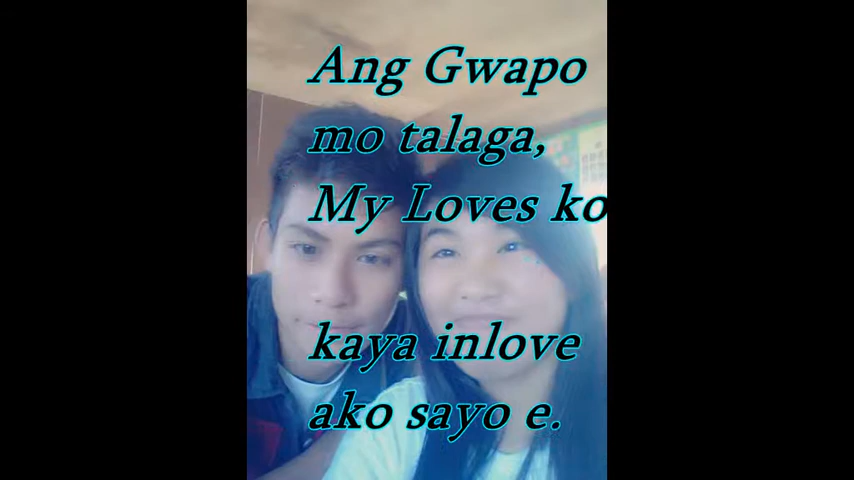 Ang Gwapo
mo talaga,
My Loves ko
kaya inlove
ako sayo e.